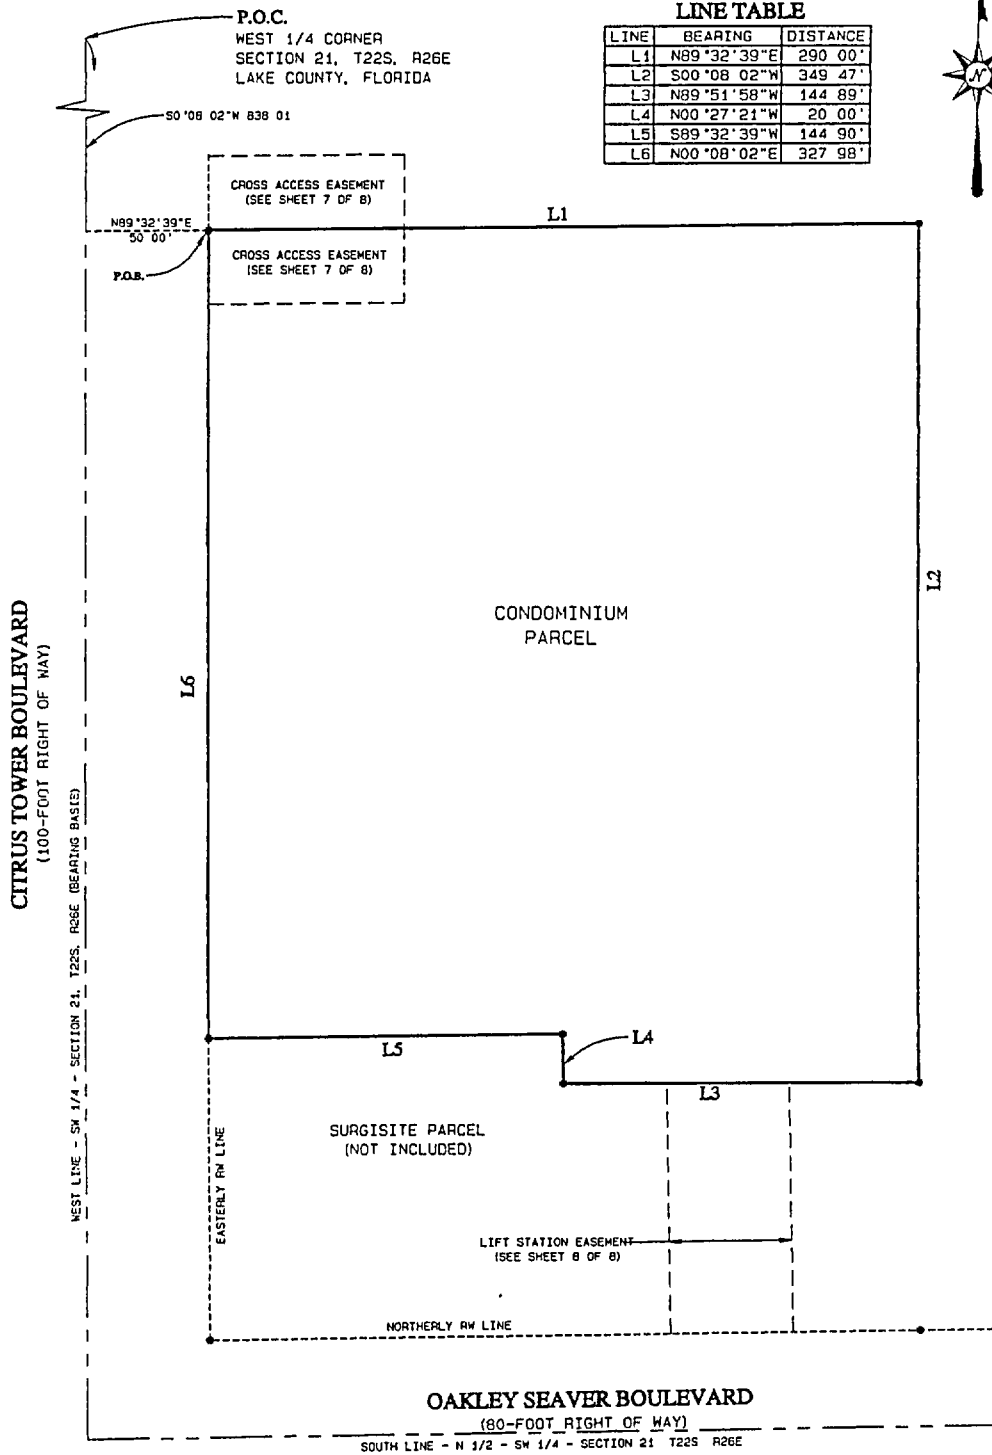 P.O.C.
WEST 1/4 CORNER
SECTION 21, T22S, R26E
LAKE COUNTY, FLORIDA
LINE TABLE
LINE BEARING DISTANCE
L1 N89°32'39"E 290 00'
L2 S00°08 02"W 349 47'
L3 N89°51'58"W 144 89'
L4 N00°27'21"W 20 00'
L5 S89°32'39"W 144 90'
L6 N00°08'02"E 327 98'
N
S0°08 02"W 838 01
CROSS ACCESS EASEMENT
(SEE SHEET 7 OF 8)
N89°32'39"E
50 00'
L1
CROSS ACCESS EASEMENT
(SEE SHEET 7 OF 8)
P.O.B.
L2
CONDOMINIUM
PARCEL
L6
CITRUS TOWER BOULEVARD
(100-FOOT RIGHT OF WAY)
WEST LINE - SW 1/4 - SECTION 21, T22S, R26E (BEARING BASIS)
L5
L4
L3
SURGISITE PARCEL
(NOT INCLUDED)
EASTERLY RW LINE
LIFT STATION EASEMENT
(SEE SHEET 8 OF 8)
NORTHERLY RW LINE
OAKLEY SEAVER BOULEVARD
(80-FOOT RIGHT OF WAY)
SOUTH LINE - N 1/2 - SW 1/4 - SECTION 21 T22S R26E